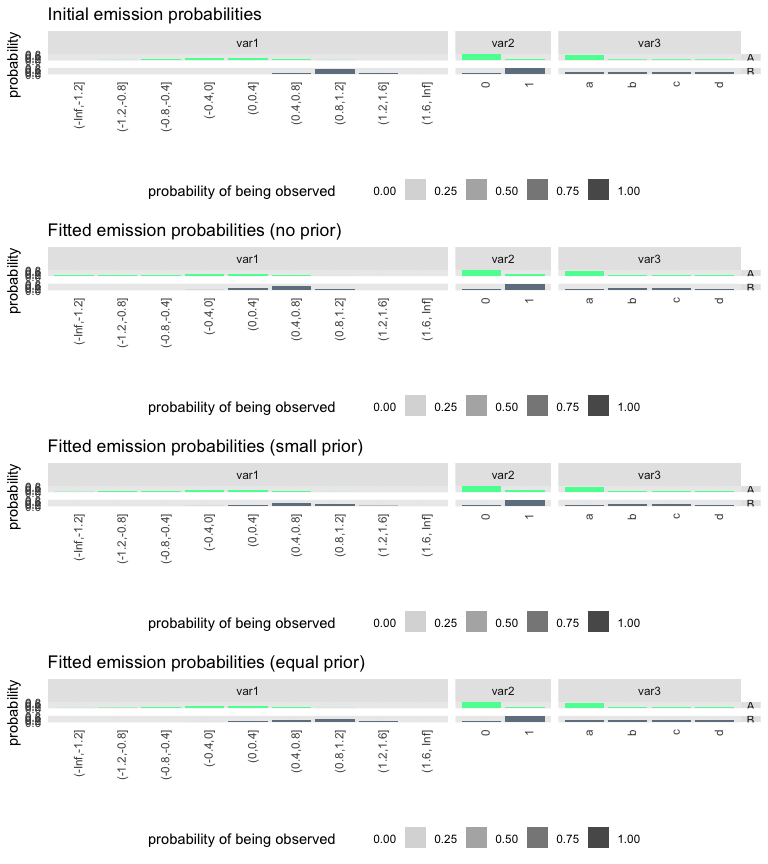 Initial emission probabilities
var1 var2 var3
A
B
probability
(-Inf,-1.2] (-1.2,-0.8] (-0.8,-0.4] (-0.4,0] (0,0.4] (0.4,0.8] (0.8,1.2] (1.2,1.6] (1.6, Inf] 0 1 a b c d
probability of being observed 0.00 0.25 0.50 0.75 1.00
Fitted emission probabilities (no prior)
var1 var2 var3
A
B
probability
(-Inf,-1.2] (-1.2,-0.8] (-0.8,-0.4] (-0.4,0] (0,0.4] (0.4,0.8] (0.8,1.2] (1.2,1.6] (1.6, Inf] 0 1 a b c d
probability of being observed 0.00 0.25 0.50 0.75 1.00
Fitted emission probabilities (small prior)
var1 var2 var3
A
B
probability
(-Inf,-1.2] (-1.2,-0.8] (-0.8,-0.4] (-0.4,0] (0,0.4] (0.4,0.8] (0.8,1.2] (1.2,1.6] (1.6, Inf] 0 1 a b c d
probability of being observed 0.00 0.25 0.50 0.75 1.00
Fitted emission probabilities (equal prior)
var1 var2 var3
A
B
probability
(-Inf,-1.2] (-1.2,-0.8] (-0.8,-0.4] (-0.4,0] (0,0.4] (0.4,0.8] (0.8,1.2] (1.2,1.6] (1.6, Inf] 0 1 a b c d
probability of being observed 0.00 0.25 0.50 0.75 1.00